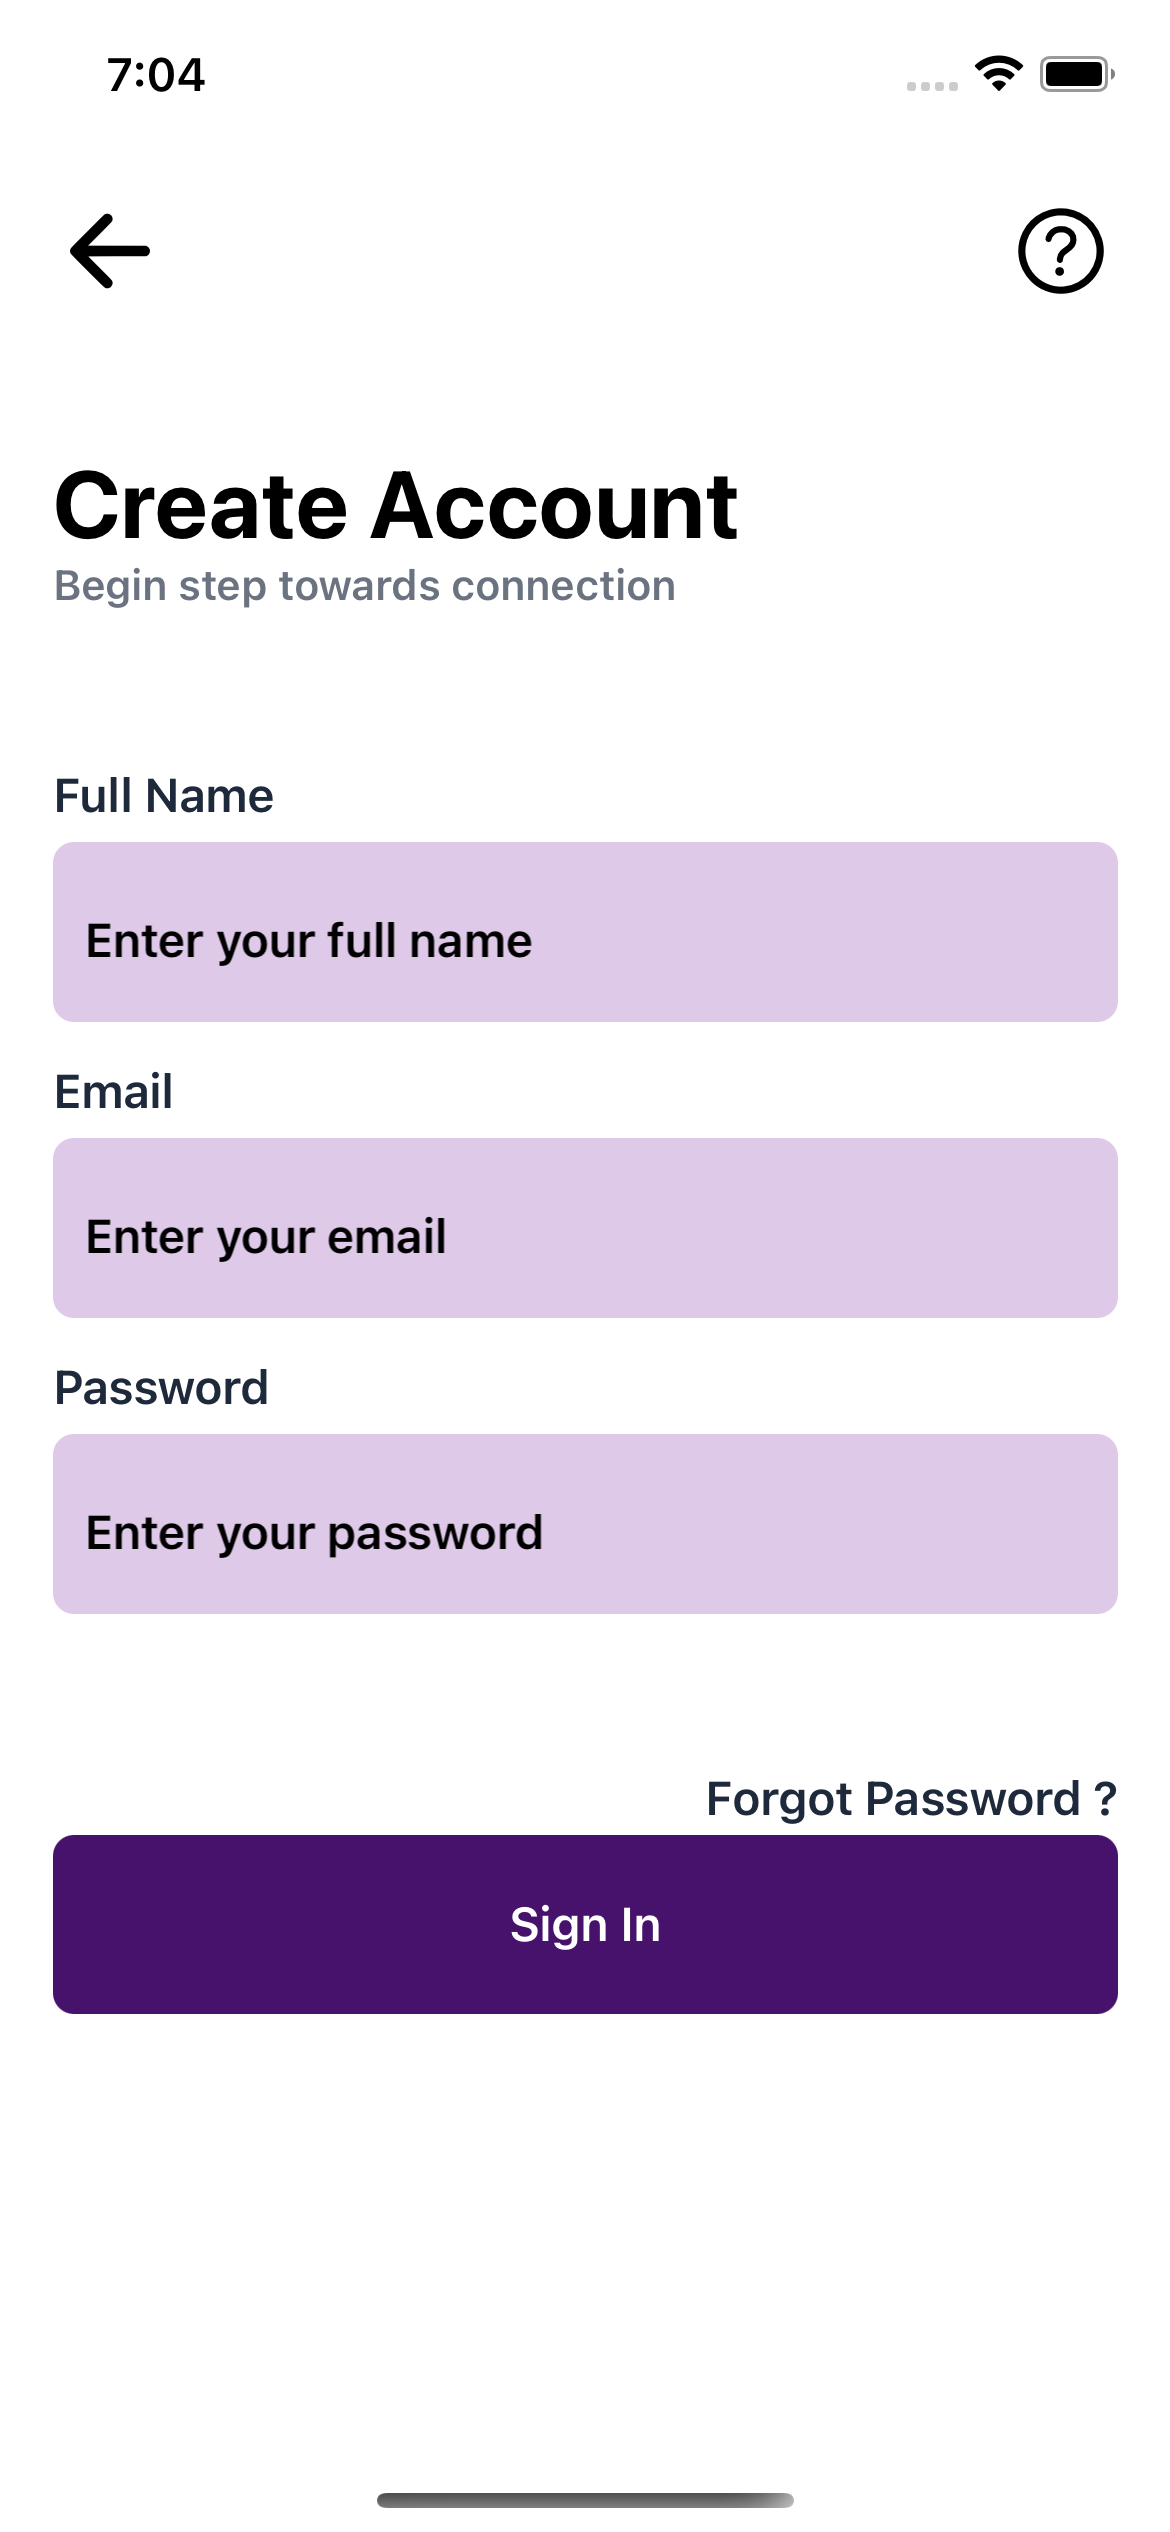 7:04
Create Account
Begin step towards connection
Full Name
Enter your full name
Email
Enter your email
Password
Enter your password
Forgot Password ?
Sign In